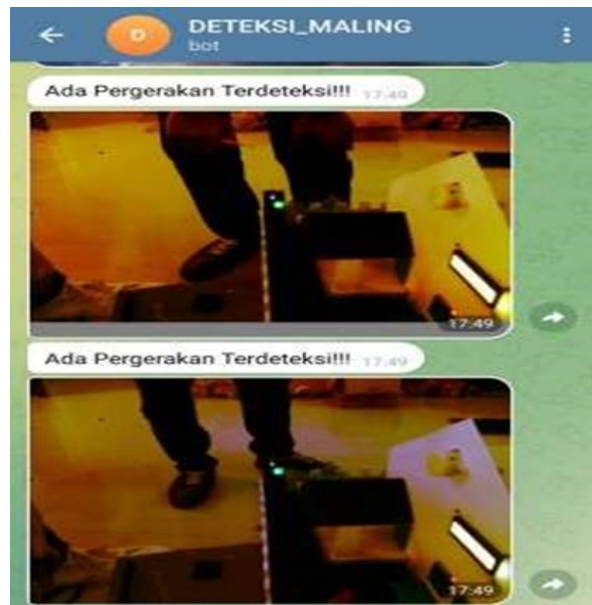 D
DETEKSI_MALING
bot
Ada Pergerakan Terdeteksi!!! 17:49
17:49
Ada Pergerakan Terdeteksi!!! 17:49
17:49